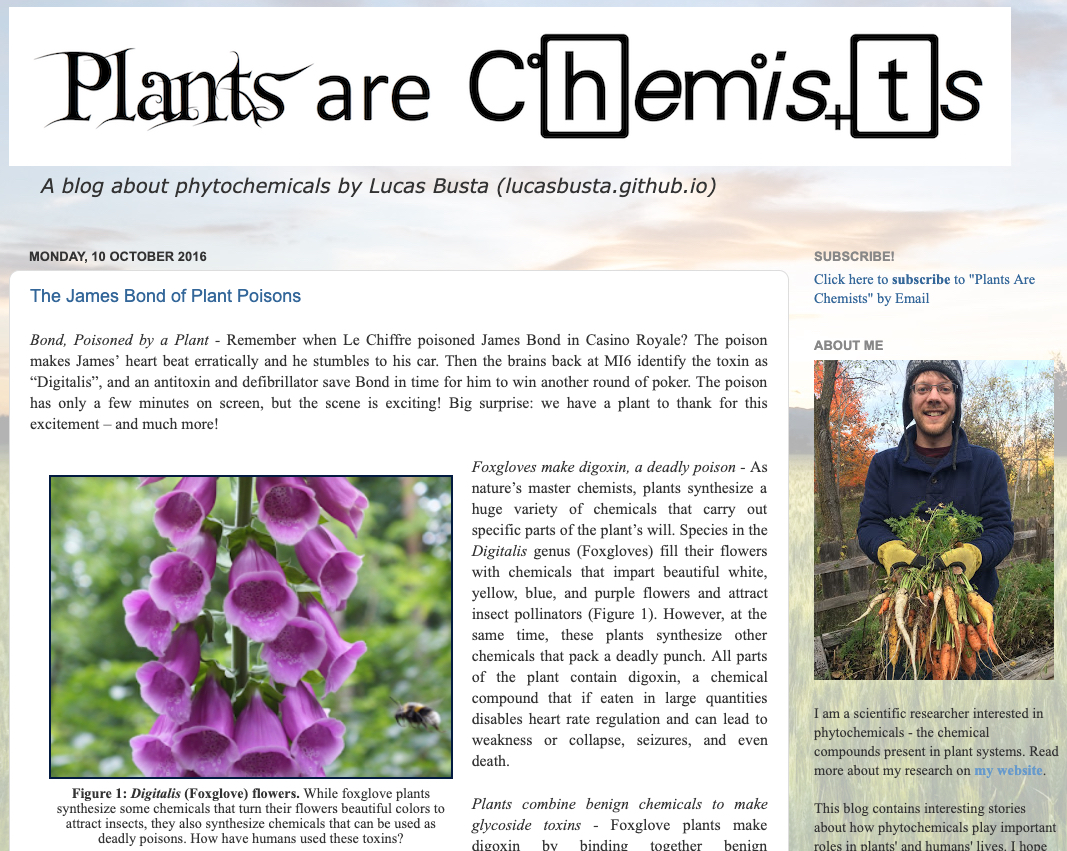 Plants are Chemists
A blog about phytochemicals by Lucas Busta (lucasbusta.github.io)
MONDAY, 10 OCTOBER 2016
The James Bond of Plant Poisons
Bond, Poisoned by a Plant - Remember when Le Chiffre poisoned James Bond in Casino Royale? The poison
makes James’ heart beat erratically and he stumbles to his car. Then the brains back at MI6 identify the toxin as
“Digitalis”, and an antitoxin and defibrillator save Bond in time for him to win another round of poker. The poison
has only a few minutes on screen, but the scene is exciting! Big surprise: we have a plant to thank for this
excitement – and much more!
Figure 1: Digitalis (Foxglove) flowers. While foxglove plants
synthesize some chemicals that turn their flowers beautiful colors to
attract insects, they also synthesize chemicals that can be used as
deadly poisons. How have humans used these toxins?
Foxgloves make digoxin, a deadly poison - As
nature’s master chemists, plants synthesize a
huge variety of chemicals that carry out
specific parts of the plant’s will. Species in the
Digitalis genus (Foxgloves) fill their flowers
with chemicals that impart beautiful white,
yellow, blue, and purple flowers and attract
insect pollinators (Figure 1). However, at the
same time, these plants synthesize other
chemicals that pack a deadly punch. All parts
of the plant contain digoxin, a chemical
compound that if eaten in large quantities
disables heart rate regulation and can lead to
weakness or collapse, seizures, and even
death.
Plants combine benign chemicals to make
glycoside toxins - Foxglove plants make
digoxin by binding together benign
SUBSCRIBE!
Click here to subscribe to "Plants Are
Chemists" by Email
ABOUT ME
I am a scientific researcher interested in
phytochemicals - the chemical
compounds present in plant systems. Read
more about my research on my website.
This blog contains interesting stories
about how phytochemicals play important
roles in plants' and humans' lives. I hope